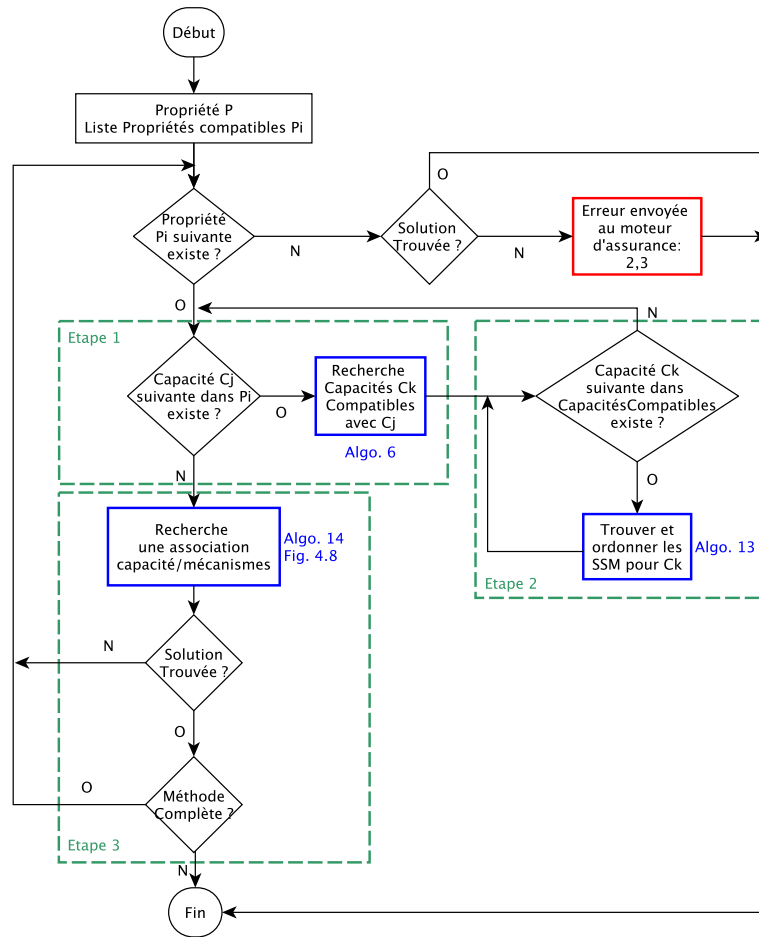 Début
Propriété P
Liste Propriétés compatibles Pi
O
Propriété
Pi suivante
existe ?
N
Solution
Trouvée ?
N
Erreur envoyée
au moteur
d'assurance:
2,3
O
N
Etape 1
Capacité Cj
suivante dans Pi
existe ?
O
Recherche
Capacités Ck
Compatibles
avec Cj
Algo. 6
Capacité Ck
suivante dans
CapacitésCompatibles
existe ?
N
O
Recherche
une association
capacité/mécanismes
Algo. 14
Fig. 4.8
Trouver et
ordonner les
SSM pour Ck
Algo. 13
Etape 2
N
Solution
Trouvée ?
O
O
Méthode
Complète ?
Etape 3
N
Fin